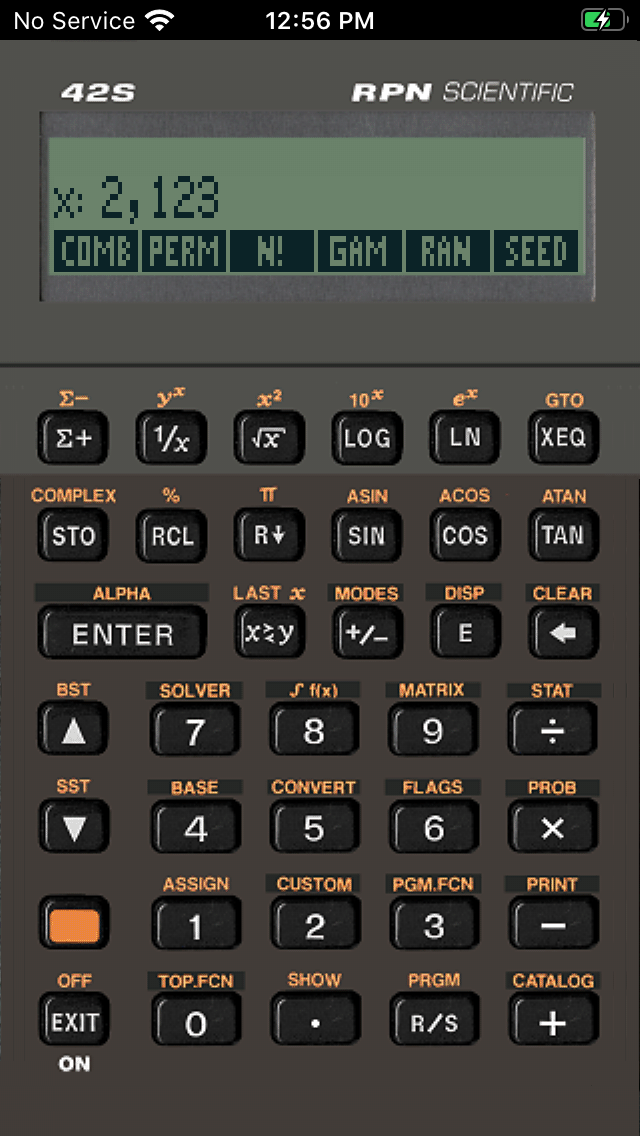 No Service 12:56 PM
42S RPN SCIENTIFIC
x: 2,123
COMB PERM N! GAM RAN SEED
Σ− yˣ x² 10ˣ eˣ GTO
Σ+ 1/x √x LOG LN XEQ
COMPLEX % π ASIN ACOS ATAN
STO RCL R↓ SIN COS TAN
ALPHA LAST x MODES DISP CLEAR
ENTER x≷y +/− E ←
BST SOLVER ∫f(x) MATRIX STAT
▲ 7 8 9 ÷
SST BASE CONVERT FLAGS PROB
▼ 4 5 6 ×
ASSIGN CUSTOM PGM.FCN PRINT
1 2 3 −
OFF TOP.FCN SHOW PRGM CATALOG
EXIT 0 . R/S +
ON